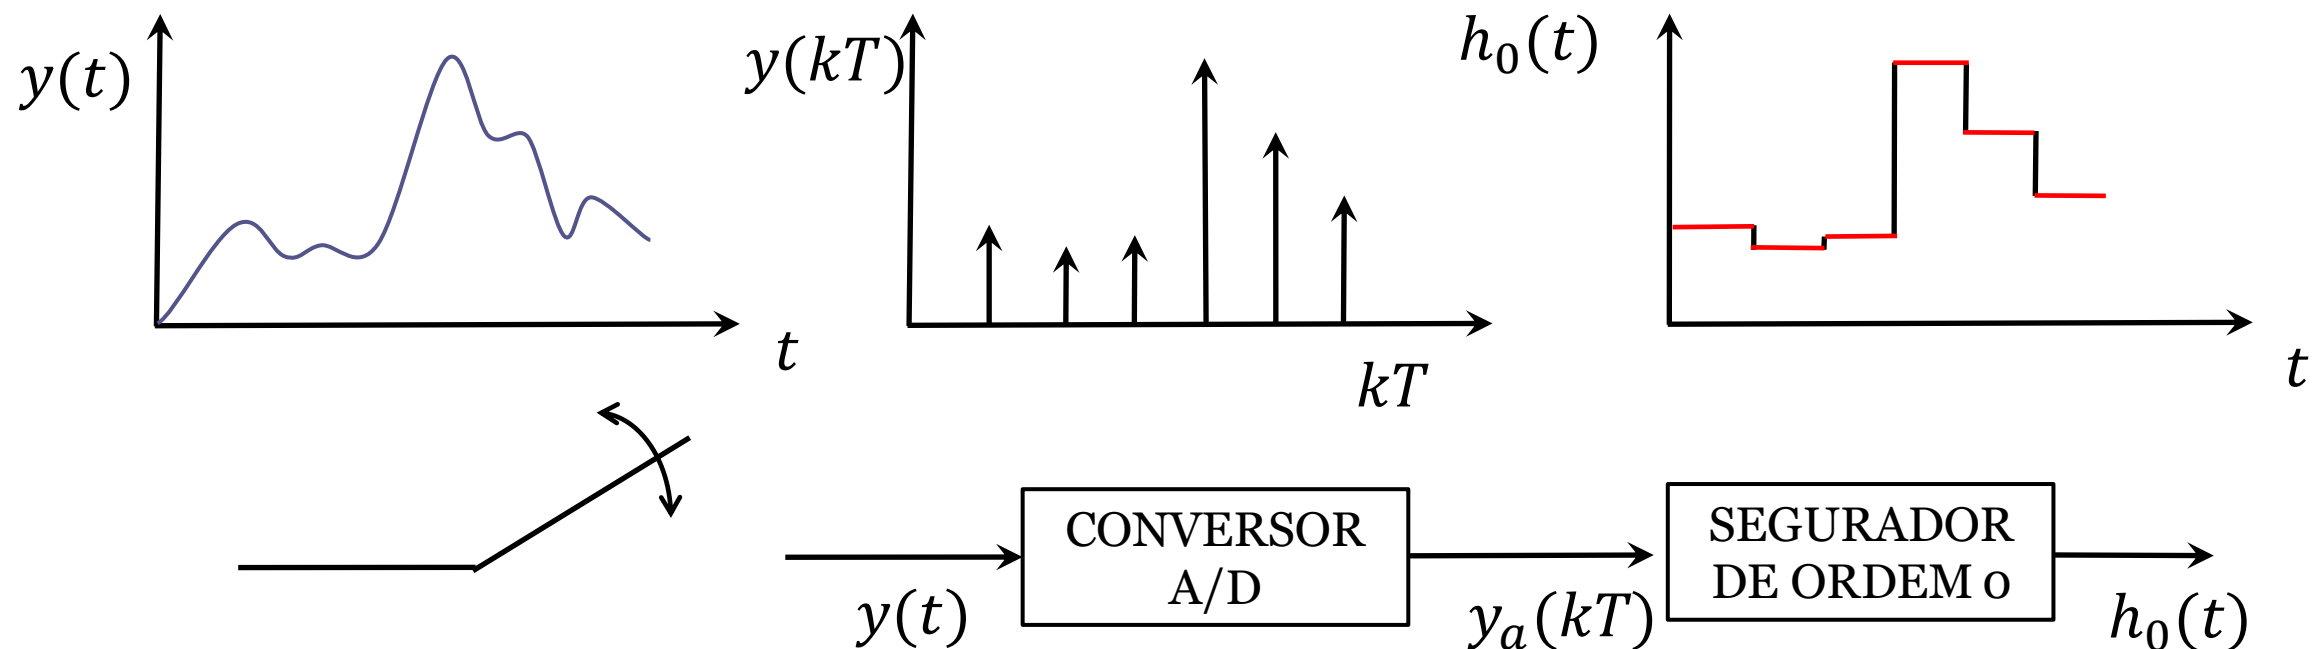 y(t)
t
y(kT)
kT
h₀(t)
t
y(t)
CONVERSOR
A/D
yₐ(kT)
SEGURADOR
DE ORDEM 0
h₀(t)